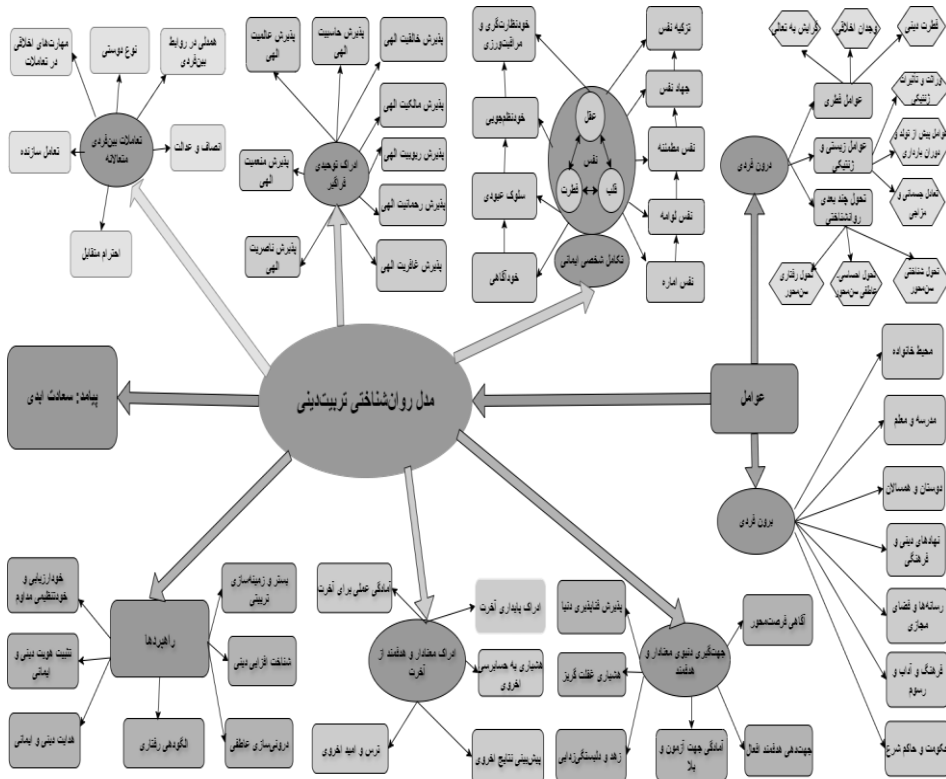 فطرت دینی
وجدان اخلاقی
گرایش به تعالی
عوامل فطری
وراثت و تاثیرات
ژنتیکی
عوامل زیستی و
ژنتیکی
عوامل پیش از تولد و
دوران بارداری
تعادل جسمانی و
مزاجی
تحول چند بعدی
روانشناختی
تحول شناختی
سن‌محور
تحول احساسی-
عاطفی سن‌محور
تحول رفتاری
سن‌محور
درون فردی
عوامل
برون فردی
محیط خانواده
مدرسه و معلم
دوستان و همسالان
نهادهای دینی و
فرهنگی
رسانه‌ها و فضای
مجازی
فرهنگ و آداب و
رسوم
حکومت و حاکم شرع
تزکیه نفس
جهاد نفس
نفس مطمئنه
نفس لوامه
نفس اماره
عقل
نفس
قلب
فطرت
تکامل شخصی ایمانی
خودنظارت‌گری و
مراقبت‌ورزی
خودنظم‌جویی
سلوک عبودی
خودآگاهی
پذیرش خالقیت الهی
پذیرش حاسبیت
الهی
پذیرش عالمیت
الهی
پذیرش مالکیت الهی
پذیرش ربوبیت الهی
پذیرش رحمانیت الهی
پذیرش غافریت الهی
پذیرش منعمیت
الهی
پذیرش ناصریت
الهی
ادراک توحیدی
فراگیر
همدلی در روابط
بین‌فردی
نوع دوستی
مهارت‌های اخلاقی
در تعاملات
تعاملات بین‌فردی
متعالانه
انصاف و عدالت
تعامل سازنده
احترام متقابل
مدل روان‌شناختی تربیت‌دینی
پیامد: سعادت ابدی
راهبردها
بستر و زمینه‌سازی
تربیتی
شناخت افزایی دینی
درونی‌سازی عاطفی
الگودهی رفتاری
هدایت دینی و ایمانی
تثبیت هویت دینی و
ایمانی
خودارزیابی و
خودتنظیمی مداوم
ادراک معنادار و هدفمند از
آخرت
آمادگی عملی برای آخرت
ادراک پایداری آخرت
هشیاری به حسابرسی
اخروی
پیش‌بینی نتایج اخروی
ترس و امید اخروی
جهت‌گیری دنیوی معنادار و
هدفمند
پذیرش فناپذیری دنیا
هشیاری غفلت گریز
زهد و دلبستگی‌زدایی
آمادگی جهت آزمون و
بلا
جهت‌دهی هدفمند افعال
آگاهی فرصت‌محور